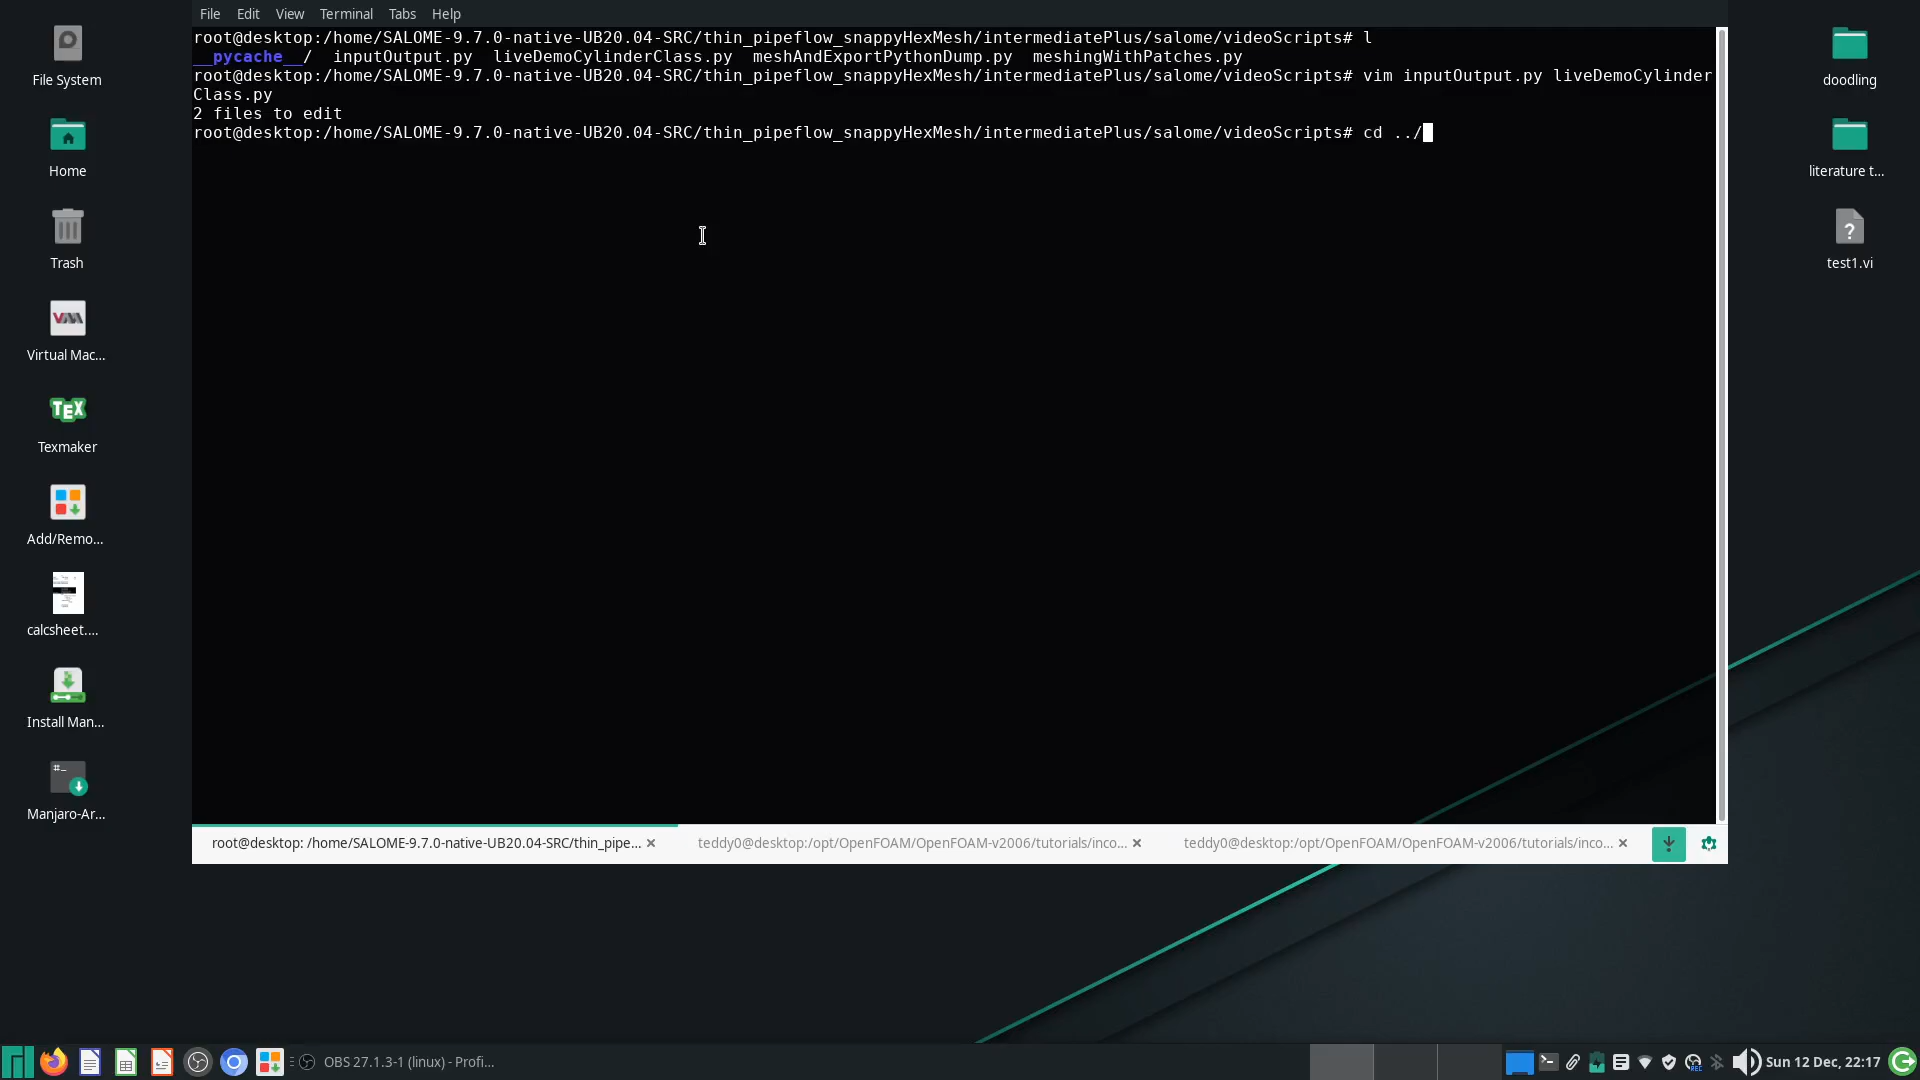 File Edit View Terminal Tabs Help
root@desktop:/home/SALOME-9.7.0-native-UB20.04-SRC/thin_pipeflow_snappyHexMesh/intermediatePlus/salome/videoScripts# l
__pycache__/  inputOutput.py  liveDemoCylinderClass.py  meshAndExportPythonDump.py  meshingWithPatches.py
root@desktop:/home/SALOME-9.7.0-native-UB20.04-SRC/thin_pipeflow_snappyHexMesh/intermediatePlus/salome/videoScripts# vim inputOutput.py liveDemoCylinder
Class.py
2 files to edit
root@desktop:/home/SALOME-9.7.0-native-UB20.04-SRC/thin_pipeflow_snappyHexMesh/intermediatePlus/salome/videoScripts# cd ../
root@desktop: /home/SALOME-9.7.0-native-UB20.04-SRC/thin_pipe...
teddy0@desktop:/opt/OpenFOAM/OpenFOAM-v2006/tutorials/inco...
teddy0@desktop:/opt/OpenFOAM/OpenFOAM-v2006/tutorials/inco...
File System
Home
Trash
Virtual Mac...
TEX
Texmaker
Add/Remo...
calcsheet....
Install Man...
Manjaro-Ar...
doodling
literature t...
?
test1.vi
OBS 27.1.3-1 (linux) - Profi...
Sun 12 Dec, 22:17